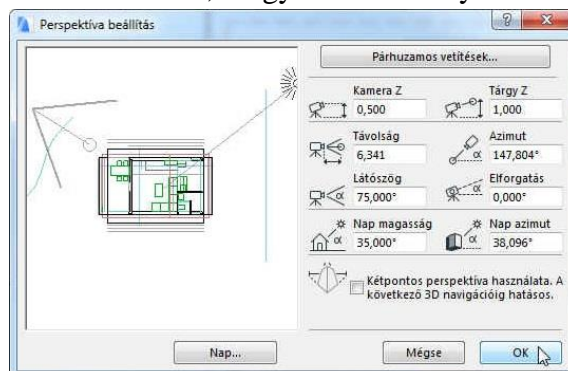 Perspektíva beállítás
Párhuzamos vetítések...
Kamera Z
Tárgy Z
0,500
1,000
Távolság
Azimut
6,341
147,804°
Látószög
Elforgatás
75,000°
0,000°
Nap magasság
Nap azimut
35,000°
38,096°
Kétpontos perspektíva használata. A
következő 3D navigációig hatásos.
Nap...
Mégse
OK